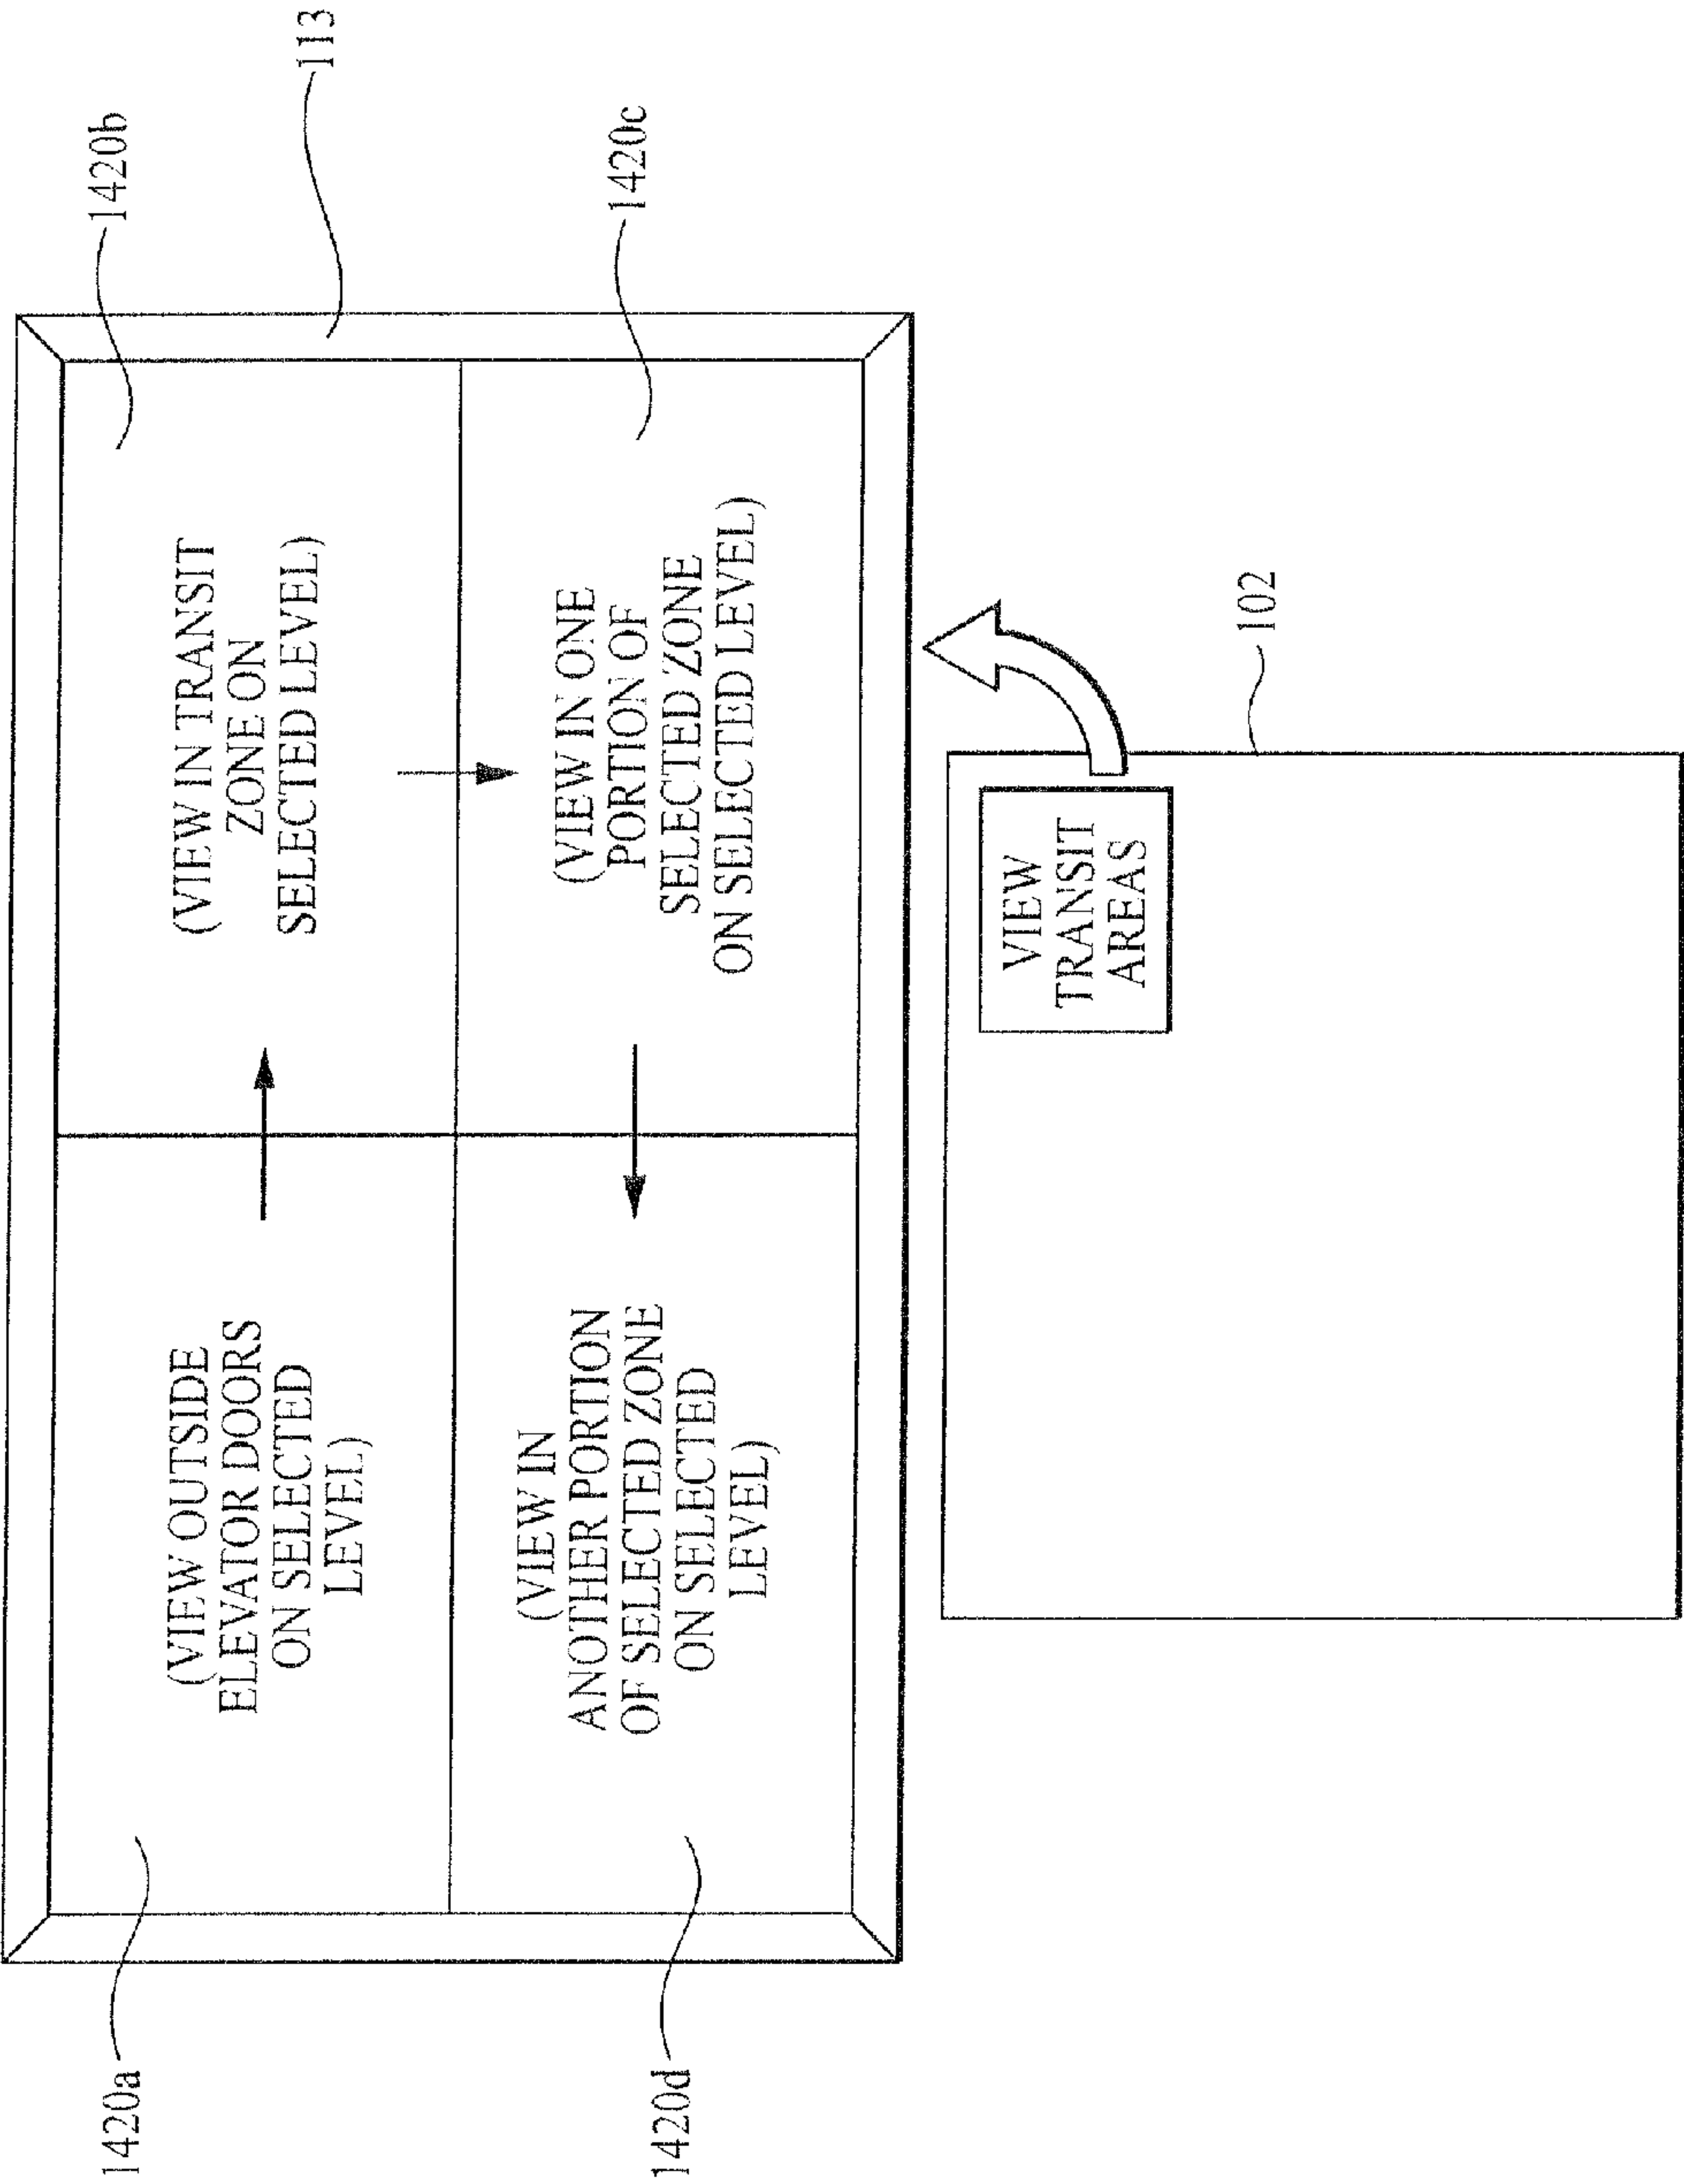 1420a
1420b
113
(VIEW OUTSIDE
ELEVATOR DOORS
ON SELECTED
LEVEL)
(VIEW IN TRANSIT
ZONE ON
SELECTED LEVEL)
(VIEW IN
ANOTHER PORTION
OF SELECTED ZONE
ON SELECTED
LEVEL)
(VIEW IN ONE
PORTION OF
SELECTED ZONE
ON SELECTED LEVEL)
1420d
1420c
VIEW
TRANSIT
AREAS
102